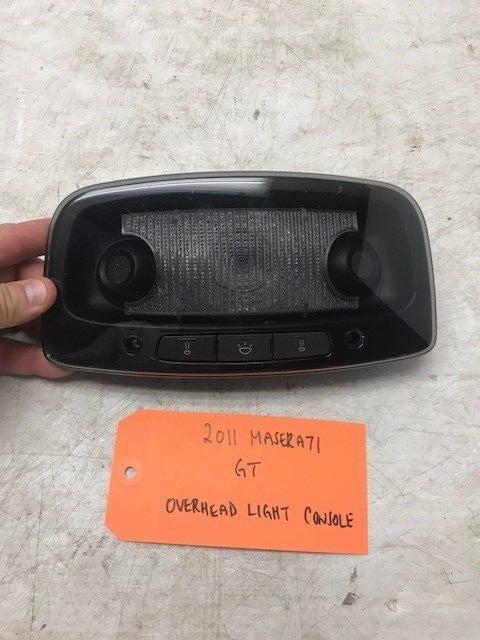 2011 MASERATI
GT
OVERHEAD LIGHT CONSOLE